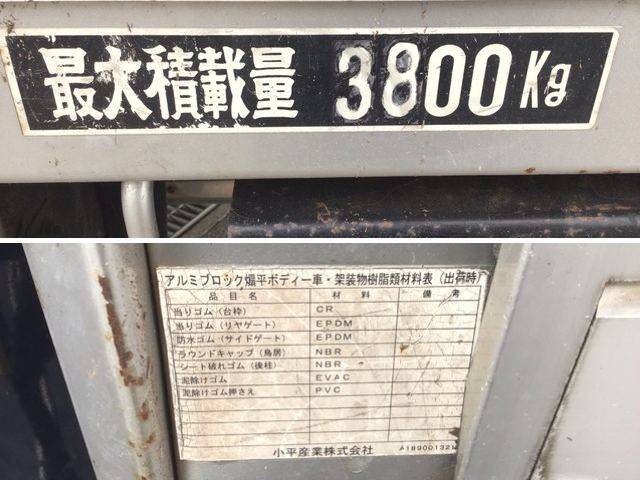 最大積載量 3800Kg
アルミブロック煽平ボディー車・架装物樹脂類材料表（出荷時）
品目名 材料 備考
当りゴム（台枠） CR
当りゴム（リヤゲート） EPDM
防水ゴム（サイドゲート） EPDM
ラウンドキャップ（鳥居） NBR
シート破れゴム（後柱） NBR
泥除けゴム EVAC
泥除けゴム押さえ PVC
小平産業株式会社